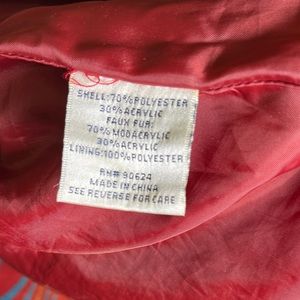 SHELL:70%POLYESTER
30%ACRYLIC
FAUX FUR:
70%MODACRYLIC
30%ACRYLIC
LINING:100%POLYESTER
RN# 90624
MADE IN CHINA
SEE REVERSE FOR CARE